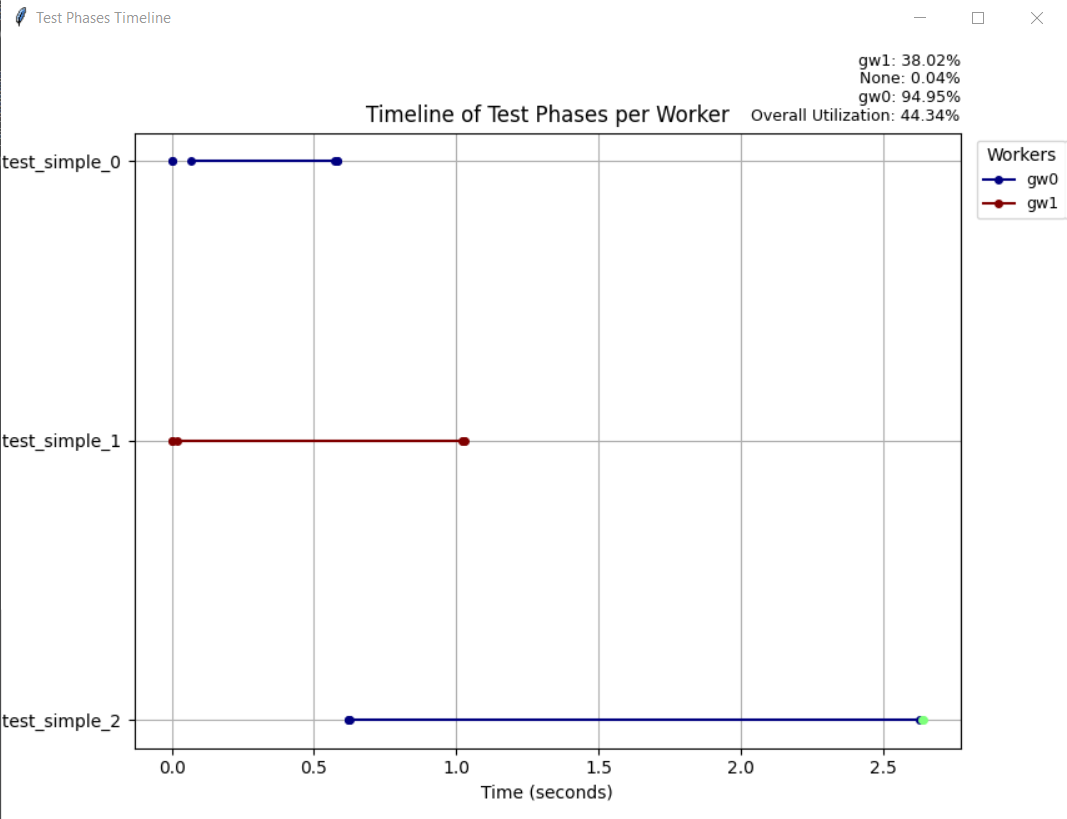 Test Phases Timeline
gw1: 38.02%
None: 0.04%
gw0: 94.95%
Overall Utilization: 44.34%
Timeline of Test Phases per Worker
Workers
gw0
gw1
test_simple_0
test_simple_1
test_simple_2
0.0 0.5 1.0 1.5 2.0 2.5
Time (seconds)